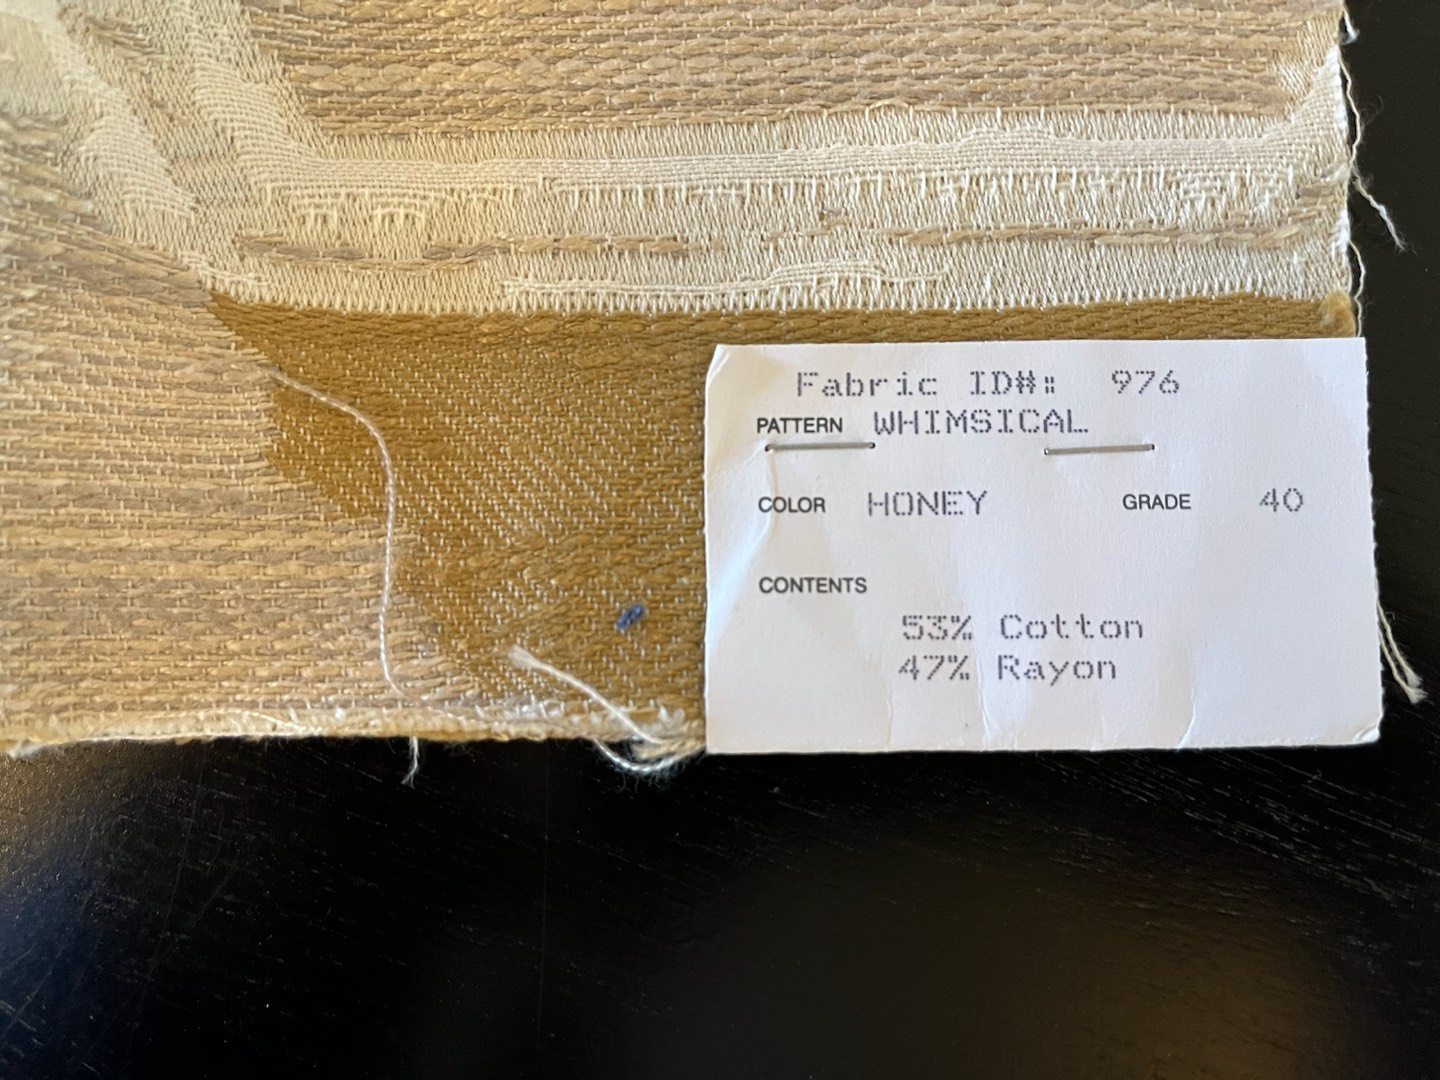 Fabric ID#: 976
PATTERN WHIMSICAL
COLOR HONEY GRADE 40
CONTENTS
53% Cotton
47% Rayon